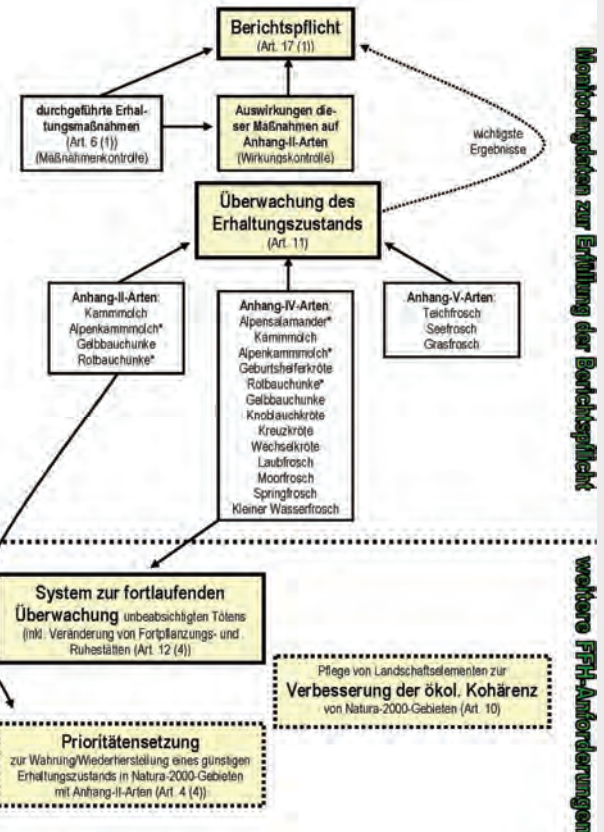 Berichtspflicht
(Art. 17 (1))
durchgeführte Erhal-
tungsmaßnahmen
(Art. 6 (1))
(Maßnahmenkontrolle)
Auswirkungen die-
ser Maßnahmen auf
Anhang-II-Arten
(Wirkungskontrolle)
wichtigste
Ergebnisse
Überwachung des
Erhaltungszustands
(Art. 11)
Anhang-II-Arten:
Kammmolch
Alpenkammmolch*
Gelbbauchunke
Rotbauchunke*
Anhang-IV-Arten:
Alpensalamander*
Kammmolch
Alpenkammmolch*
Geburtshelferkröte
Rotbauchunke*
Gelbbauchunke
Knoblauchkröte
Kreuzkröte
Wechselkröte
Laubfrosch
Moorfrosch
Springfrosch
Kleiner Wasserfrosch
Anhang-V-Arten:
Teichfrosch
Seefrosch
Grasfrosch
Monitoringdaten zur Erfüllung der Berichtspflicht
System zur fortlaufenden
Überwachung unbeabsichtigten Tötens
(inkl. Veränderung von Fortpflanzungs- und
Ruhestätten (Art. 12 (4))
Pflege von Landschaftselementen zur
Verbesserung der ökol. Kohärenz
von Natura-2000-Gebieten (Art. 10)
Prioritätensetzung
zur Wahrung/Wiederherstellung eines günstigen
Erhaltungszustands in Natura-2000-Gebieten
mit Anhang-II-Arten (Art. 4 (4))
weitere FFH-Anforderungen